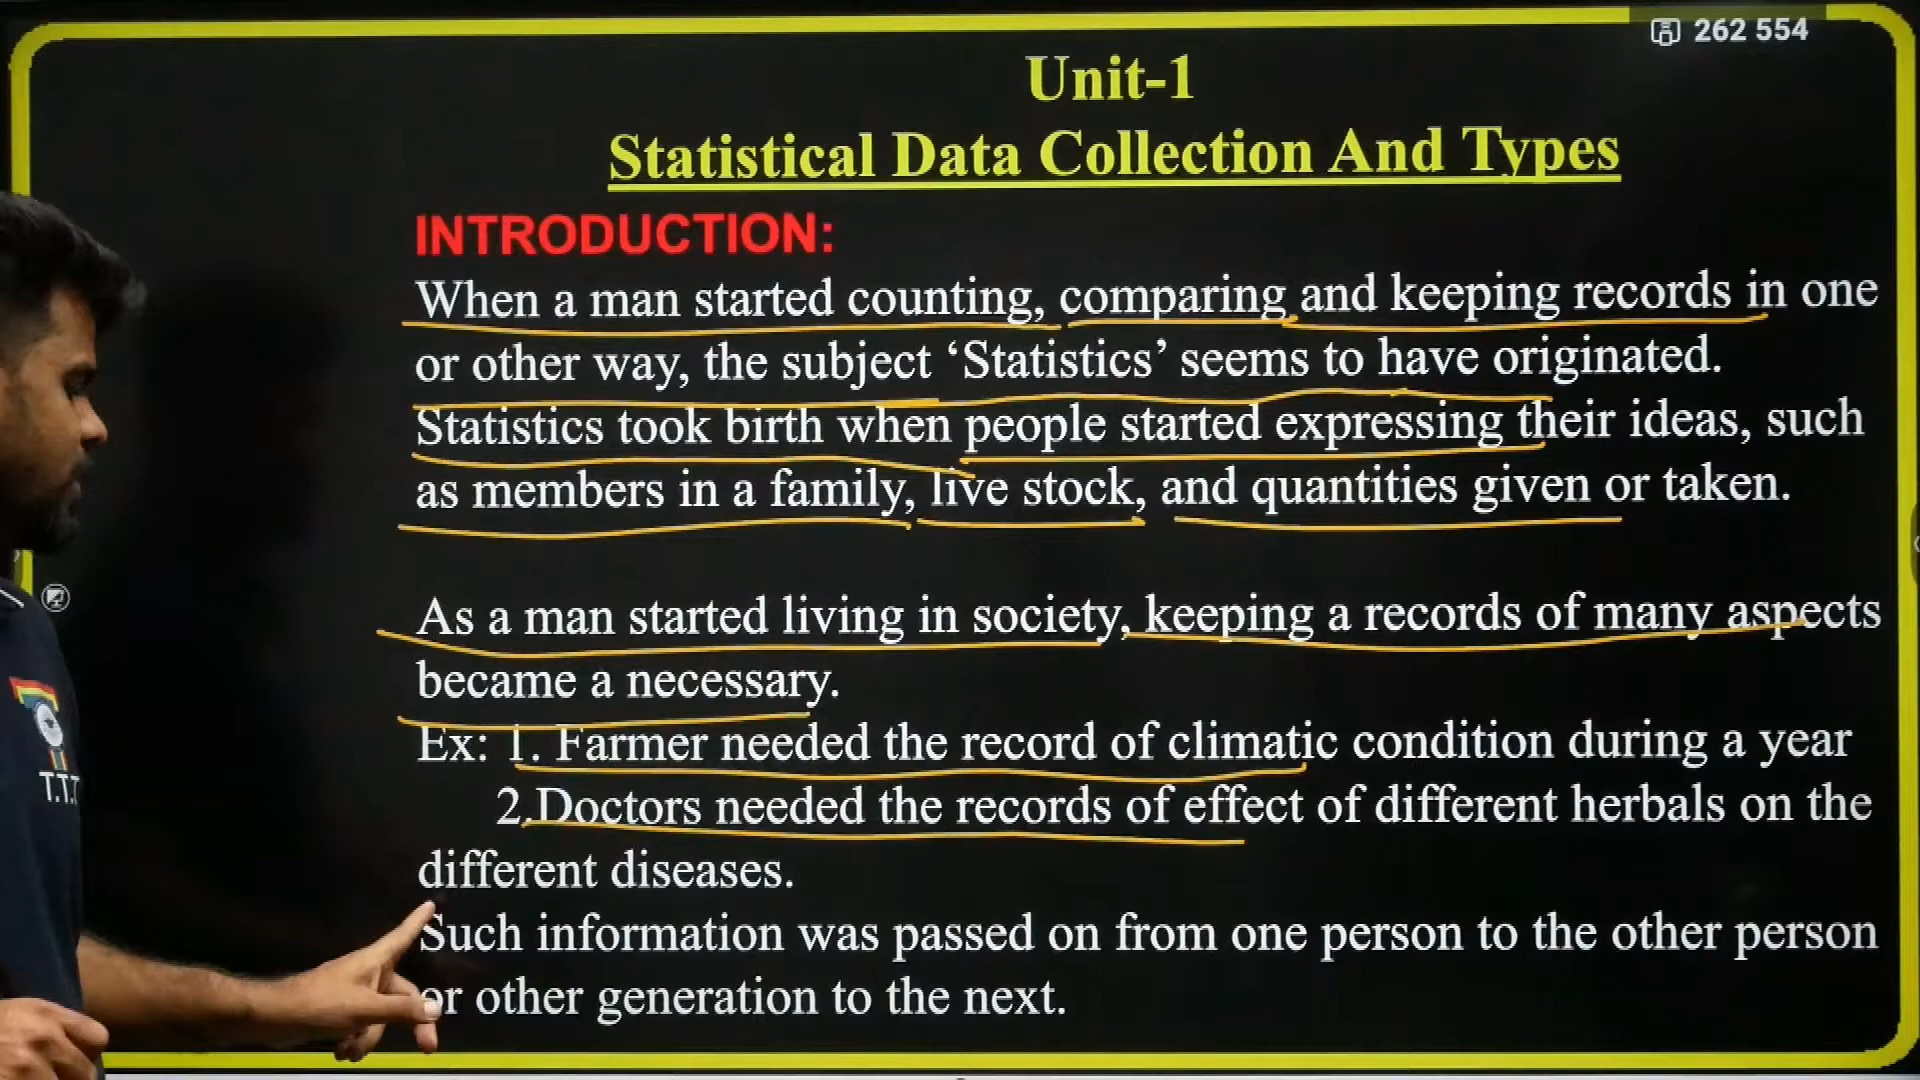 262 554
Unit-1
Statistical Data Collection And Types
INTRODUCTION:
When a man started counting, comparing and keeping records in one
or other way, the subject ‘Statistics’ seems to have originated.
Statistics took birth when people started expressing their ideas, such
as members in a family, live stock, and quantities given or taken.
As a man started living in society, keeping a records of many aspects
became a necessary.
Ex: 1. Farmer needed the record of climatic condition during a year
2.Doctors needed the records of effect of different herbals on the
different diseases.
Such information was passed on from one person to the other person
or other generation to the next.
T.T.T